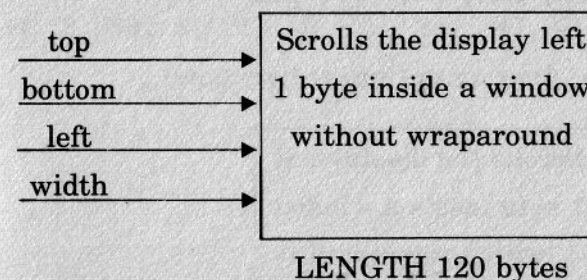 top
bottom
left
width
Scrolls the display left
1 byte inside a window
without wraparound
LENGTH 120 bytes